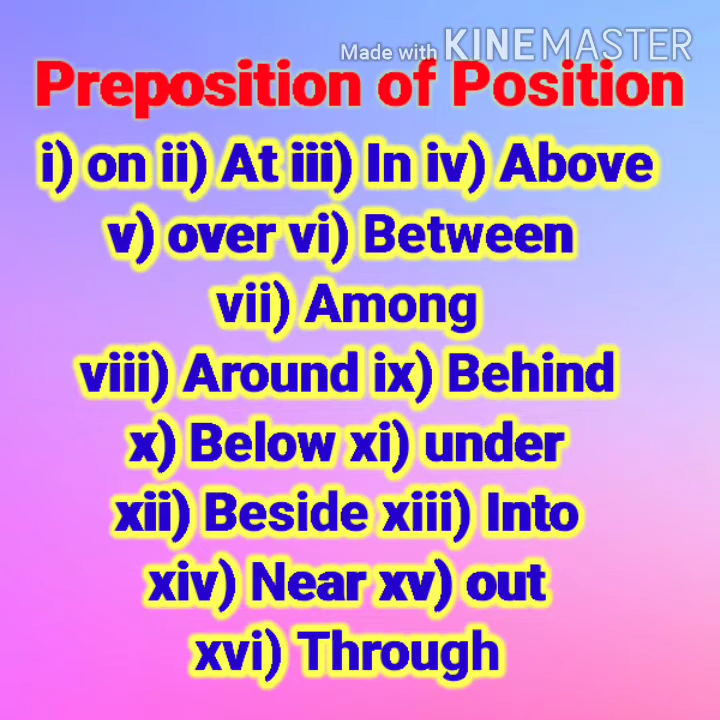 Made with KINEMASTER
Preposition of Position
i) on ii) At iii) In iv) Above
v) over vi) Between
vii) Among
viii) Around ix) Behind
x) Below xi) under
xii) Beside xiii) Into
xiv) Near xv) out
xvi) Through